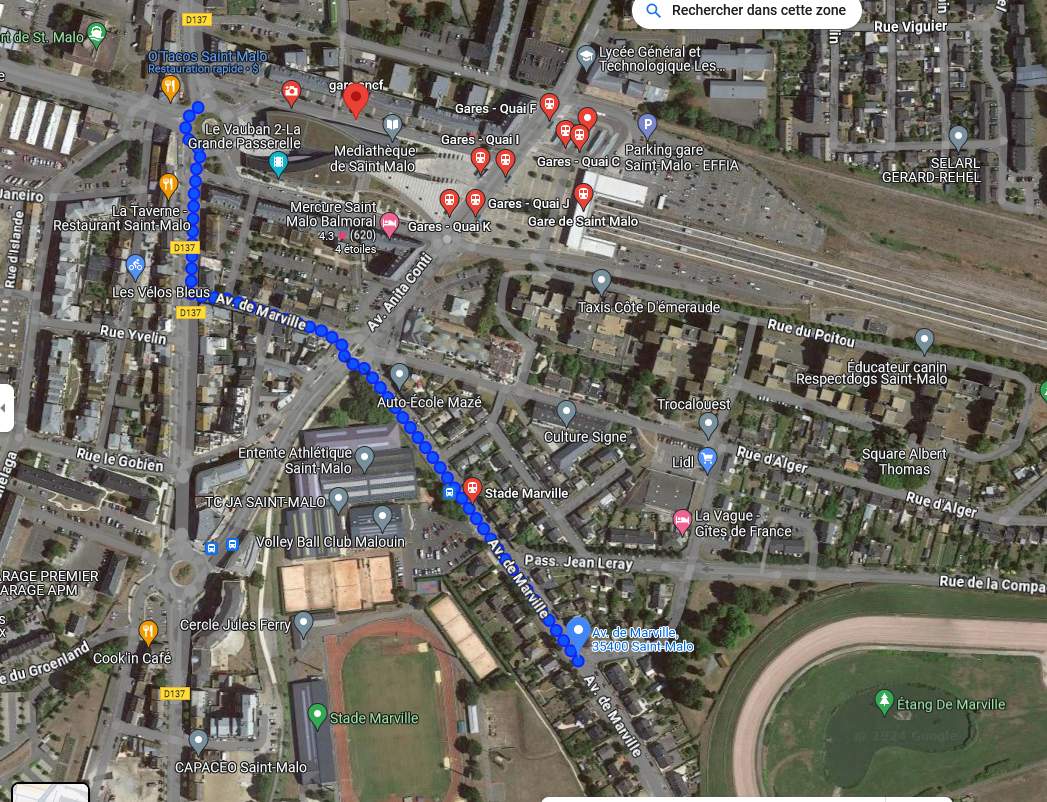 D137
Rechercher dans cette zone
Rue Viguier
rt de St. Malo
O'Tacos Saint Malo
Restauration rapide · $
Lycée Général et
Technologique Les...
Gares - Quai F
Le Vauban 2-La
Grande Passerelle
Mediathèque
de Saint-Malo
Gares - Quai I
Gares - Quai C
Parking gare
Saint-Malo - EFFIA
SELARL
GERARD-REHEL
Janeiro
Rue d'Islande
La Taverne -
Restaurant Saint-Malo
Mercure Saint
Malo Balmoral
4.3 (620)
4 étoiles
Gares - Quai J
Gares - Quai K
Gare de Saint Malo
D137
Les Vélos Bleus
Av. Anita Conti
Taxis Côte D'émeraude
D137
Av. de Marville
Rue Yvelin
Rue du Poitou
Éducateur canin
Respectdogs Saint-Malo
Auto-École Mazé
Trocalouest
Culture Signe
Rue le Gobien
Entente Athlétique
Saint-Malo
Lidl
Rue d'Alger
Square Albert
Thomas
Rue d'Alger
TC JA SAINT-MALO
Stade Marville
La Vague -
Gîtes de France
Volley Ball Club Malouin
Av. de Marville
Pass. Jean Leray
Rue de la Compa
ARAGE PREMIER
ARAGE APM
Cercle Jules Ferry
Av. de Marville,
35400 Saint-Malo
Cook'in Café
e du Groenland
D137
Av. de Marville
Stade Marville
Étang De Marville
CAPACEO Saint-Malo